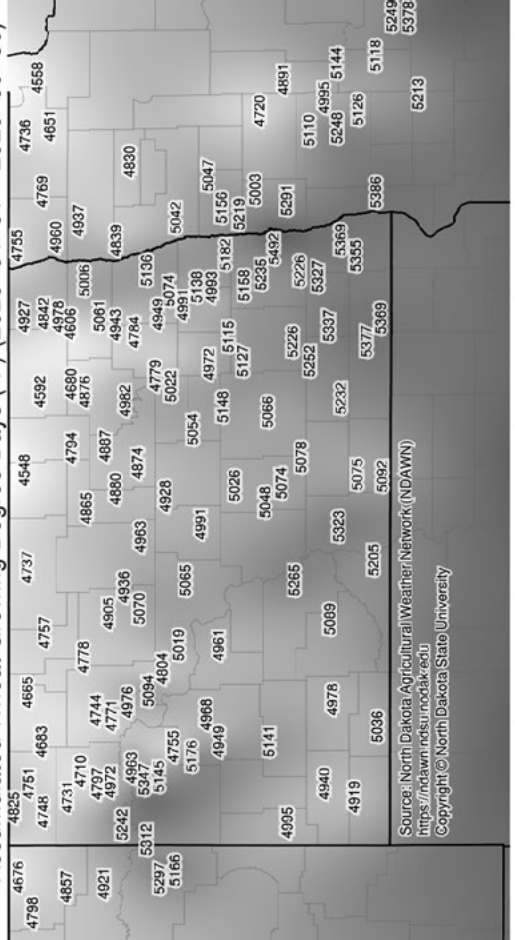 4676 4825 4755
4798 4751 4665 4737 4548 4927 4736
4748 4683 4757 4592 4842 4769 4558
4978 4960 4651
4857 4731 4794 4680 4606 4937
4710 4778 4865 4876 5006
4921 4797 4744 4905 4887 5061
4972 4771 4880 4943 4839
5242 4963 4976 4936 4982 4830
5312 5347 5094 5070 4963 4874 4784 5136
5297 5145 4804 4928 4779 4949
5166 4755 5019 5022 5074 5042
5176 5065 5054 4991 5138
4968 4991 4972 4993 5047
4949 4961 5148 5115 5182 5156
5026 5127 5158 5219
5141 5048 5066 5235 5492 5003 4720
4995 5265 5074 5226 5291 4891
5078 5252 5226 5110
4940 4978 5089 5337 5327 4995
5323 5232 5369 5248 5144
4919 5075 5377 5355 5126
5036 5205 5092 5369 5386 5118
5249
5378
5213
Source: North Dakota Agricultural Weather Network (NDAWN)
https://ndawn.ndsu.nodak.edu
Copyright © North Dakota State University